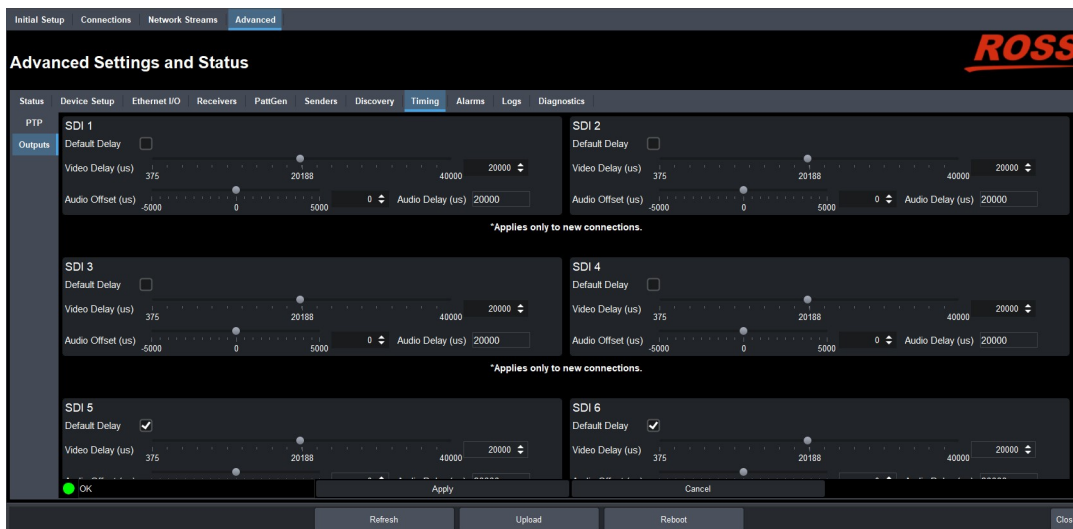 Initial Setup Connections Network Streams Advanced
ROSS
Advanced Settings and Status
Status Device Setup Ethernet I/O Receivers PattGen Senders Discovery Timing Alarms Logs Diagnostics
PTP
Outputs
SDI 1
Default Delay
Video Delay (us) 375 20188 40000 20000
Audio Offset (us) -5000 0 5000 0 Audio Delay (us) 20000
SDI 2
Default Delay
Video Delay (us) 375 20188 40000 20000
Audio Offset (us) -5000 0 5000 0 Audio Delay (us) 20000
*Applies only to new connections.
SDI 3
Default Delay
Video Delay (us) 375 20188 40000 20000
Audio Offset (us) -5000 0 5000 0 Audio Delay (us) 20000
SDI 4
Default Delay
Video Delay (us) 375 20188 40000 20000
Audio Offset (us) -5000 0 5000 0 Audio Delay (us) 20000
*Applies only to new connections.
SDI 5
Default Delay
Video Delay (us) 375 20188 40000 20000
SDI 6
Default Delay
Video Delay (us) 375 20188 40000 20000
OK Apply Cancel
Refresh Upload Reboot Clos